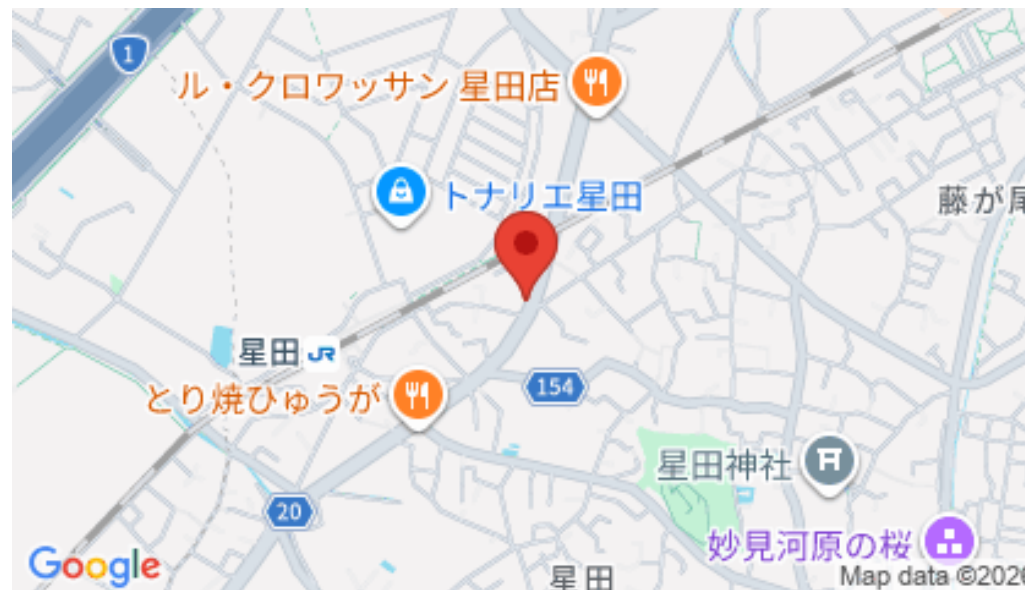 1
ル・クロワッサン 星田店
トナリエ星田
藤が尾
星田 JR
とり焼ひゅうが
154
星田神社
20
妙見河原の桜
星田
Google
Map data ©2026